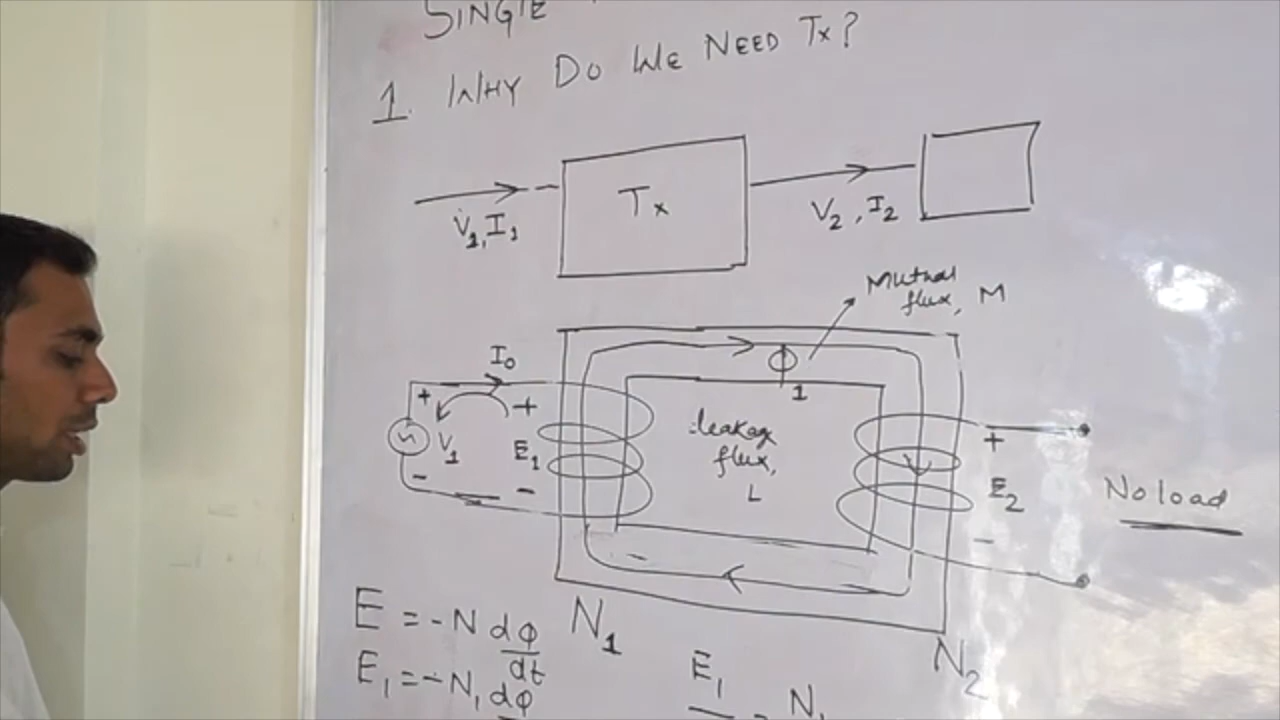 SINGLE
1. WHY DO WE NEED Tx?
Tx
V1, I1
V2, I2
Mutual
flux, M
I0
Φ
1
+
+
V1
E1
-
-
leakag
flux,
L
+
E2
-
No load
N1
N2
E = -N dφ/dt
E1 = -N1 dφ
E1
N1